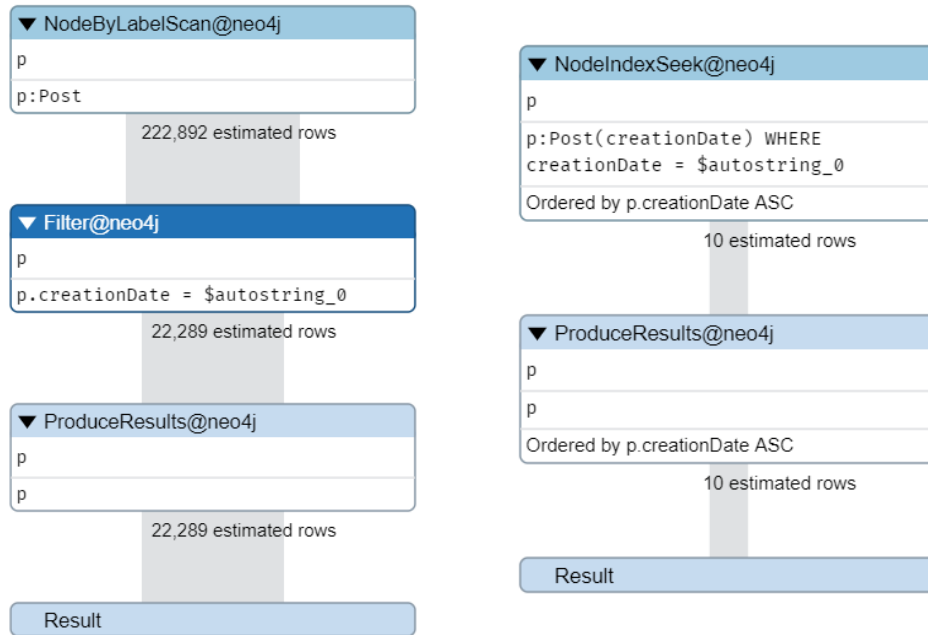 NodeByLabelScan@neo4j
p
p:Post
222,892 estimated rows
Filter@neo4j
p
p.creationDate = $autostring_0
22,289 estimated rows
ProduceResults@neo4j
p
p
22,289 estimated rows
Result
NodeIndexSeek@neo4j
p
p:Post(creationDate) WHERE
creationDate = $autostring_0
Ordered by p.creationDate ASC
10 estimated rows
ProduceResults@neo4j
p
p
Ordered by p.creationDate ASC
10 estimated rows
Result